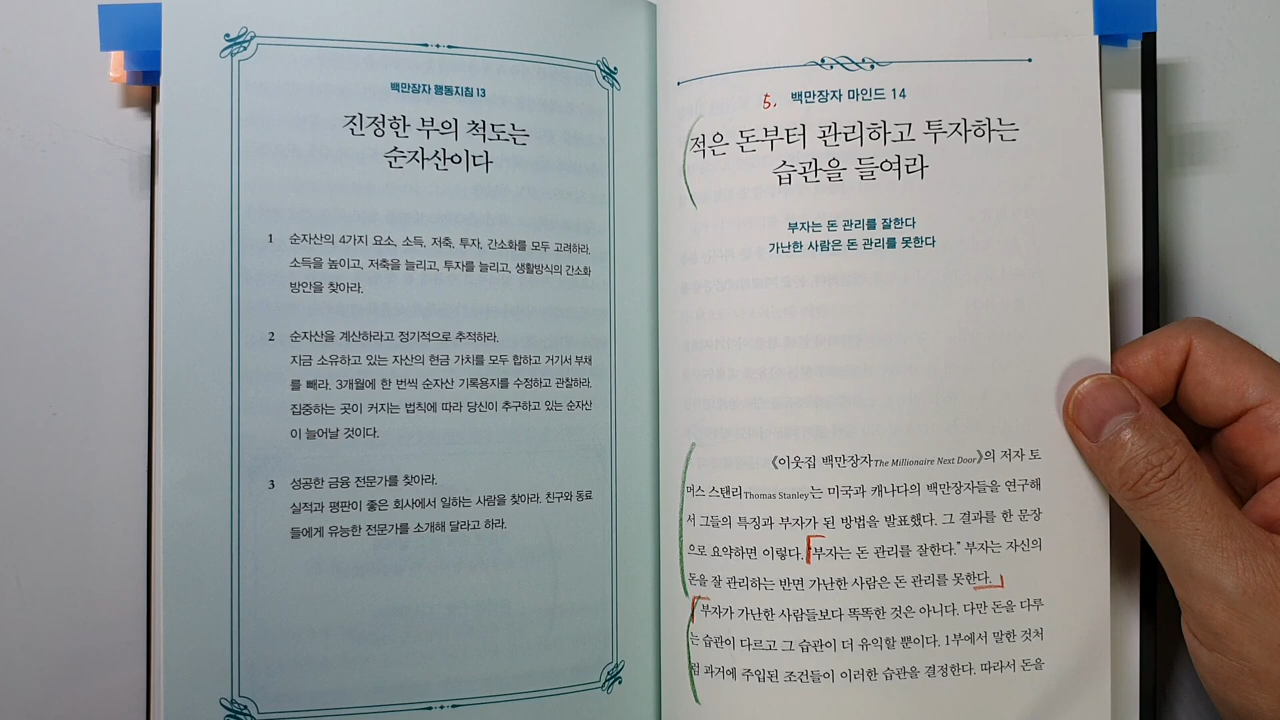 백만장자 행동지침 13
진정한 부의 척도는
순자산이다
1 순자산의 4가지 요소, 소득, 저축, 투자, 간소화를 모두 고려하라.
소득을 높이고, 저축을 늘리고, 투자를 늘리고, 생활방식의 간소화
방안을 찾아라.
2 순자산을 계산하라고 정기적으로 추적하라.
지금 소유하고 있는 자산의 현금 가치를 모두 합하고 거기서 부채
를 빼라. 3개월에 한 번씩 순자산 기록용지를 수정하고 관찰하라.
집중하는 곳이 커지는 법칙에 따라 당신이 추구하고 있는 순자산
이 늘어날 것이다.
3 성공한 금융 전문가를 찾아라.
실적과 평판이 좋은 회사에서 일하는 사람을 찾아라. 친구와 동료
들에게 유능한 전문가를 소개해 달라고 하라.
5. 백만장자 마인드 14
적은 돈부터 관리하고 투자하는
습관을 들여라
부자는 돈 관리를 잘한다
가난한 사람은 돈 관리를 못한다
《이웃집 백만장자The Millionaire Next Door》의 저자 토
머스 스탠리Thomas Stanley는 미국과 캐나다의 백만장자들을 연구해
서 그들의 특징과 부자가 된 방법을 발표했다. 그 결과를 한 문장
으로 요약하면 이렇다. “부자는 돈 관리를 잘한다.” 부자는 자신의
돈을 잘 관리하는 반면 가난한 사람은 돈 관리를 못한다.
부자가 가난한 사람들보다 똑똑한 것은 아니다. 다만 돈을 다루
는 습관이 다르고 그 습관이 더 유익할 뿐이다. 1부에서 말한 것처
럼 과거에 주입된 조건들이 이러한 습관을 결정한다. 따라서 돈을